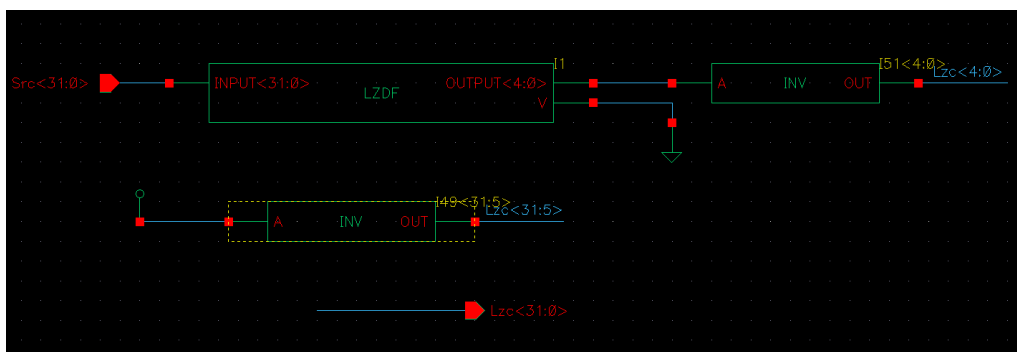 I1
I51<4:0>
Src<31:0>
INPUT<31:0>
LZDF
OUTPUT<4:0>
V
A
INV
OUT
Lzc<4:0>
I49<31:5>
A
INV
OUT
Lzc<31:5>
Lzc<31:0>